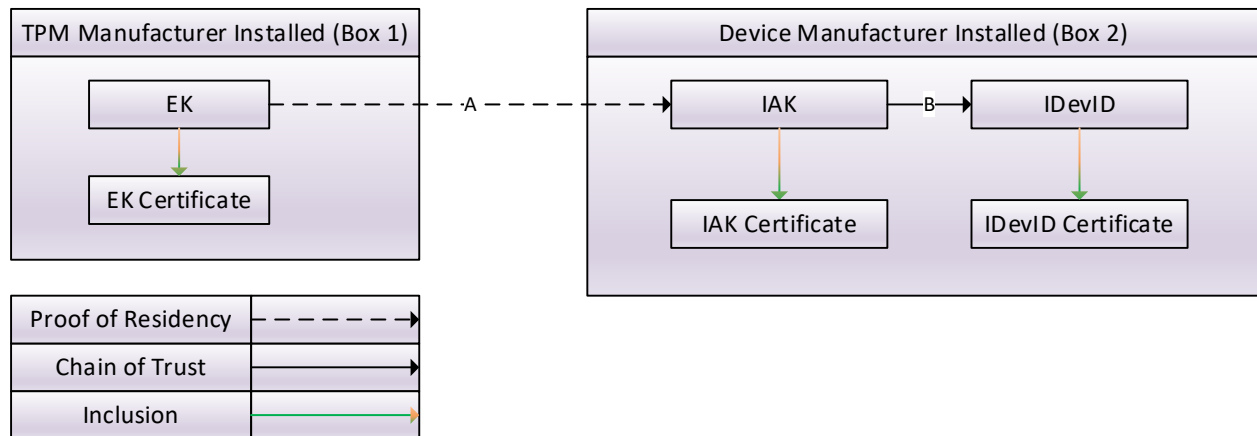 TPM Manufacturer Installed (Box 1)
EK
EK Certificate
A
Device Manufacturer Installed (Box 2)
IAK
B
IDevID
IAK Certificate
IDevID Certificate
Proof of Residency
Chain of Trust
Inclusion